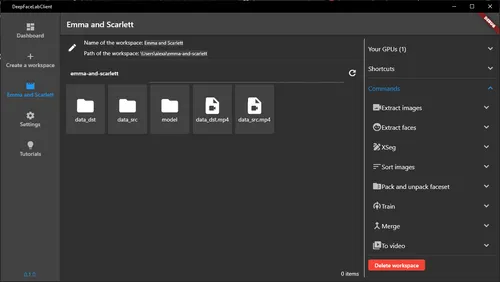 DeepFaceLabClient
Dashboard
Create a workspace
Emma and Scarlett
Settings
Tutorials
0.1.0
Emma and Scarlett
Name of the workspace: Emma and Scarlett
Path of the workspace: \Users\alexa\emma-and-scarlett
emma-and-scarlett
data_dst
data_src
model
data_dst.mp4
data_src.mp4
0 items
DEBUG
Your GPUs (1)
Shortcuts
Commands
Extract images
Extract faces
XSeg
Sort images
Pack and unpack faceset
Train
Merge
To video
Delete workspace